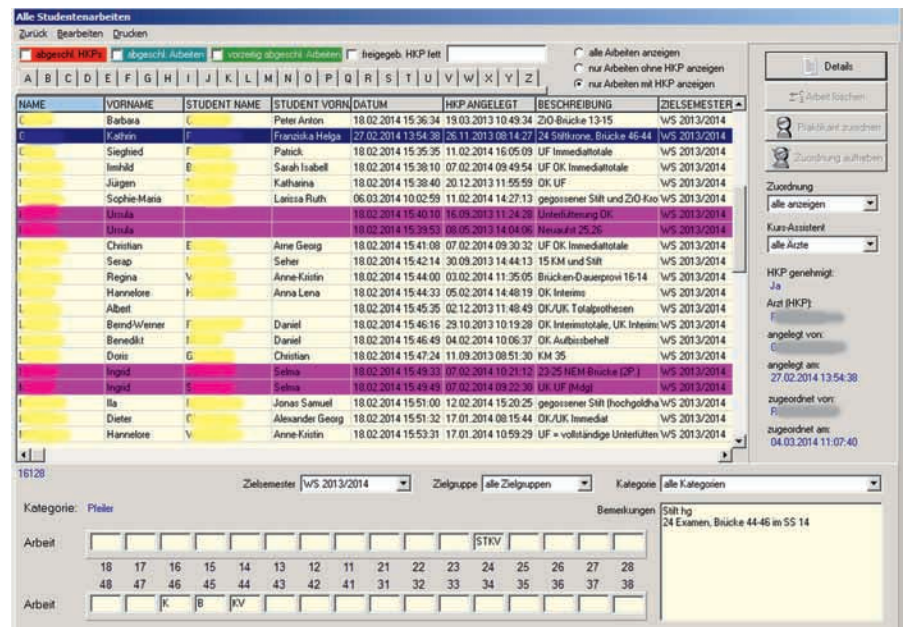 Alle Studentenarbeiten
Zurück Bearbeiten Drucken
abgeschl. HKPs abgeschl. Arbeiten vorzeitig abgeschl. Arbeiten freigegeb. HKP fett
alle Arbeiten anzeigen
nur Arbeiten ohne HKP anzeigen
nur Arbeiten mit HKP anzeigen
A B C D E F G H I J K L M N O P Q R S T U V W X Y Z
NAME VORNAME STUDENT NAME STUDENT VORN. DATUM HKP ANGELEGT BESCHREIBUNG ZIELSEMESTER
Barbara Peter Anton 18.02.2014 15:36:34 19.03.2013 10:49:34 ZiO-Brücke 13-15 WS 2013/2014
Kathrin Franziska Helga 27.02.2014 13:54:38 26.11.2013 08:14:27 24 Stiftkrone, Brücke 46-44 WS 2013/2014
Siegfried Patrick 18.02.2014 15:35:35 11.02.2014 16:05:09 UF Immediattotale WS 2013/2014
Irmhild Sarah Isabell 18.02.2014 15:38:10 07.02.2014 09:49:54 UF OK Immediattotale WS 2013/2014
Jürgen Katharina 18.02.2014 15:38:40 20.12.2013 11:55:59 OK UF WS 2013/2014
Sophie-Maria Larissa Ruth 06.03.2014 10:02:59 11.02.2014 14:27:13 gegossener Stift und ZiO-Kro WS 2013/2014
Ursula 18.02.2014 15:40:10 16.09.2013 11:24:28 Unterfütterung OK WS 2013/2014
Ursula 18.02.2014 15:39:53 08.05.2013 14:04:06 Neuaufst 25,26 WS 2013/2014
Christian Arne Georg 18.02.2014 15:41:08 07.02.2014 09:30:32 UF OK Immediattotale WS 2013/2014
Serap Seher 18.02.2014 15:42:14 30.09.2013 14:44:13 15 KM und Stift WS 2013/2014
Regina Anne-Kristin 18.02.2014 15:44:00 03.02.2014 11:35:05 Brücken-Dauerprovi 16-14 WS 2013/2014
Hannelore Anna Lena 18.02.2014 15:44:33 05.02.2014 14:48:19 OK Interims WS 2013/2014
Albert 18.02.2014 15:45:35 02.12.2013 11:48:49 OK/UK Totalprothesen WS 2013/2014
Bernd-Werner Daniel 18.02.2014 15:46:16 29.10.2013 10:19:28 OK Interimstotale, UK Interims WS 2013/2014
Benedikt Daniel 18.02.2014 15:46:49 04.02.2014 10:06:37 OK Aufbissbehelf WS 2013/2014
Doris Christian 18.02.2014 15:47:24 11.09.2013 08:51:30 KM 35 WS 2013/2014
Ingrid Selma 18.02.2014 15:49:33 07.02.2014 10:21:12 23-25 NEM-Brücke (2P.) WS 2013/2014
Ingrid Selma 18.02.2014 15:49:49 07.02.2014 09:22:30 UK UF (Mdg) WS 2013/2014
Ila Jonas Samuel 18.02.2014 15:51:00 12.02.2014 15:20:25 gegossener Stift (hochgoldha WS 2013/2014
Dieter Alexander Georg 18.02.2014 15:51:32 17.01.2014 08:15:44 OK/UK Immediat WS 2013/2014
Hannelore Anne-Kristin 18.02.2014 15:53:31 17.01.2014 10:59:29 UF = vollständige Unterfütten WS 2013/2014
Details
Arbeit löschen
Praktikant zuordnen
Zuordnung aufheben
Zuordnung
alle anzeigen
Kurs-Assistent
alle Ärzte
HKP genehmigt:
Ja
Arzt (HKP):
angelegt von:
angelegt am:
27.02.2014 13:54:38
zugeordnet von:
zugeordnet am:
04.03.2014 11:07:40
16128
Zielsemester WS 2013/2014 Zielgruppe alle Zielgruppen Kategorie alle Kategorien
Kategorie: Pfeiler
Bemerkungen Stift hg
24 Examen, Brücke 44-46 im SS 14
Arbeit STKV
18 17 16 15 14 13 12 11 21 22 23 24 25 26 27 28
48 47 46 45 44 43 42 41 31 32 33 34 35 36 37 38
Arbeit K B KV